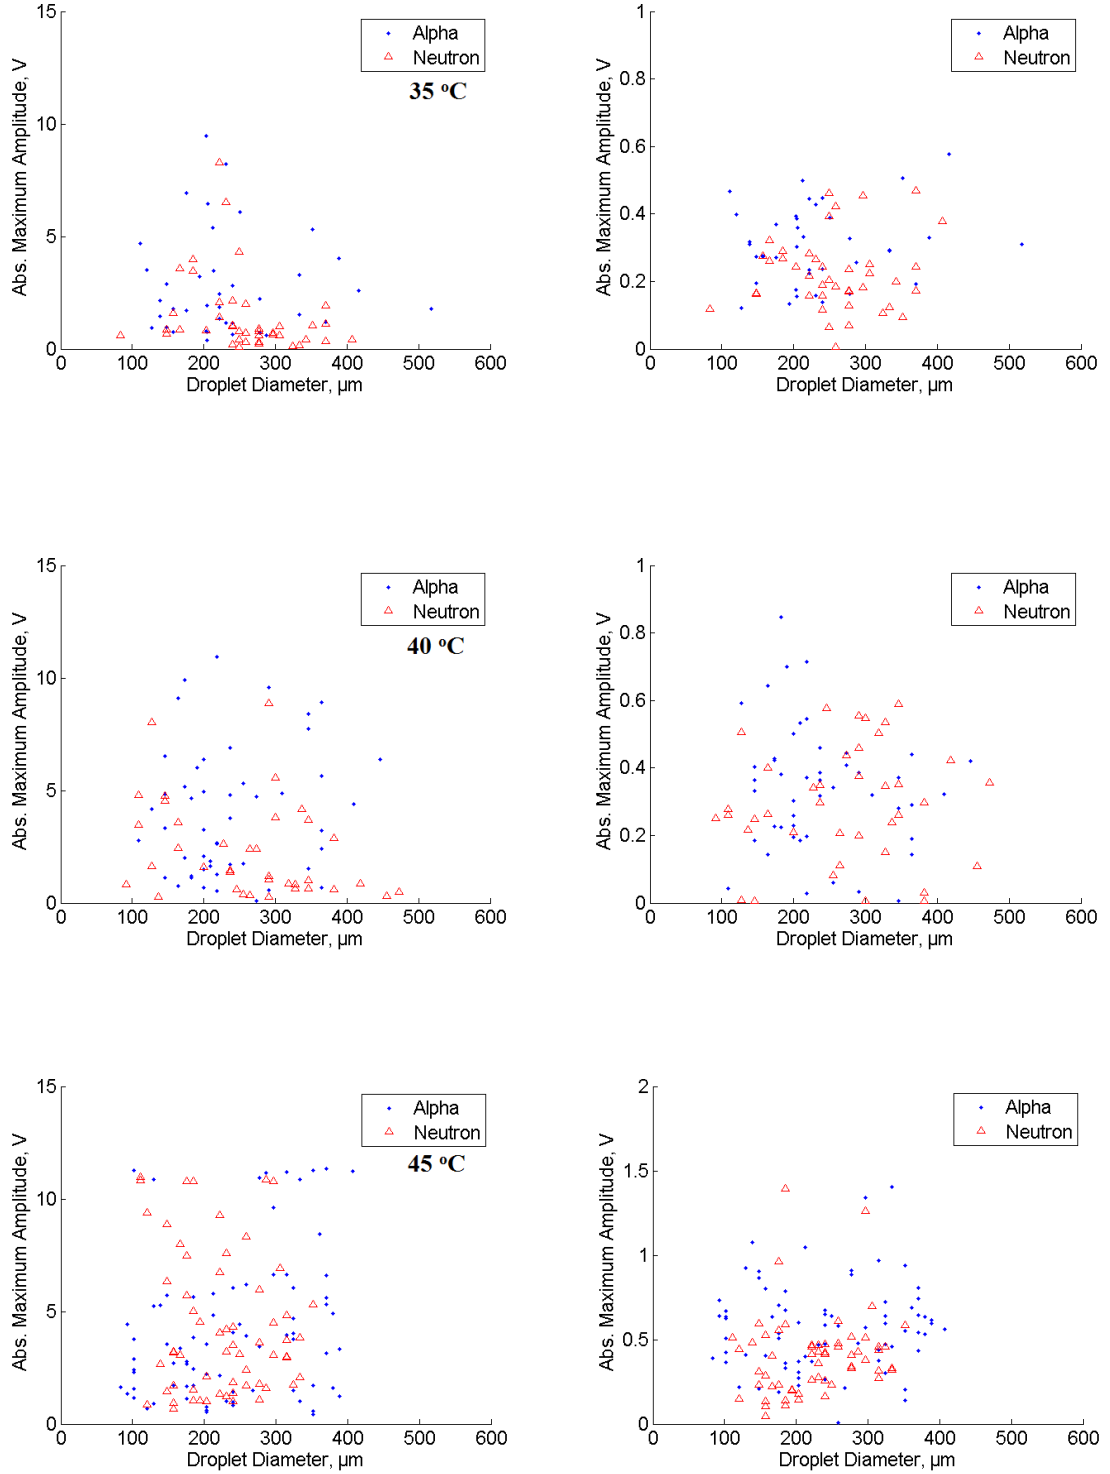 15
10
5
0
Abs. Maximum Amplitude, V
Alpha
Neutron
35 °C
0 100 200 300 400 500 600
Droplet Diameter, µm
1
0.8
0.6
0.4
0.2
0
Abs. Maximum Amplitude, V
Alpha
Neutron
0 100 200 300 400 500 600
Droplet Diameter, µm
15
10
5
0
Abs. Maximum Amplitude, V
Alpha
Neutron
40 °C
0 100 200 300 400 500 600
Droplet Diameter, µm
1
0.8
0.6
0.4
0.2
0
Abs. Maximum Amplitude, V
Alpha
Neutron
0 100 200 300 400 500 600
Droplet Diameter, µm
15
10
5
0
Abs. Maximum Amplitude, V
Alpha
Neutron
45 °C
0 100 200 300 400 500 600
Droplet Diameter, µm
2
1.5
1
0.5
0
Abs. Maximum Amplitude, V
Alpha
Neutron
0 100 200 300 400 500 600
Droplet Diameter, µm